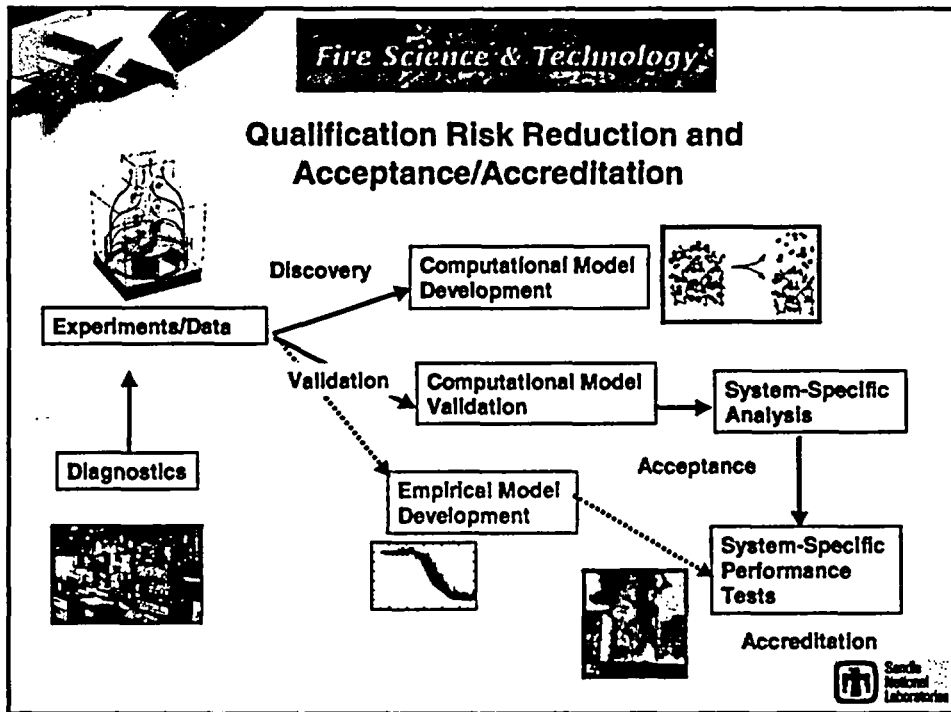 Fire Science & Technology
Qualification Risk Reduction and
Acceptance/Accreditation
Discovery
Computational Model
Development
Experiments/Data
Validation
Computational Model
Validation
System-Specific
Analysis
Diagnostics
Acceptance
Empirical Model
Development
System-Specific
Performance
Tests
Accreditation
Sandia
National
Laboratories